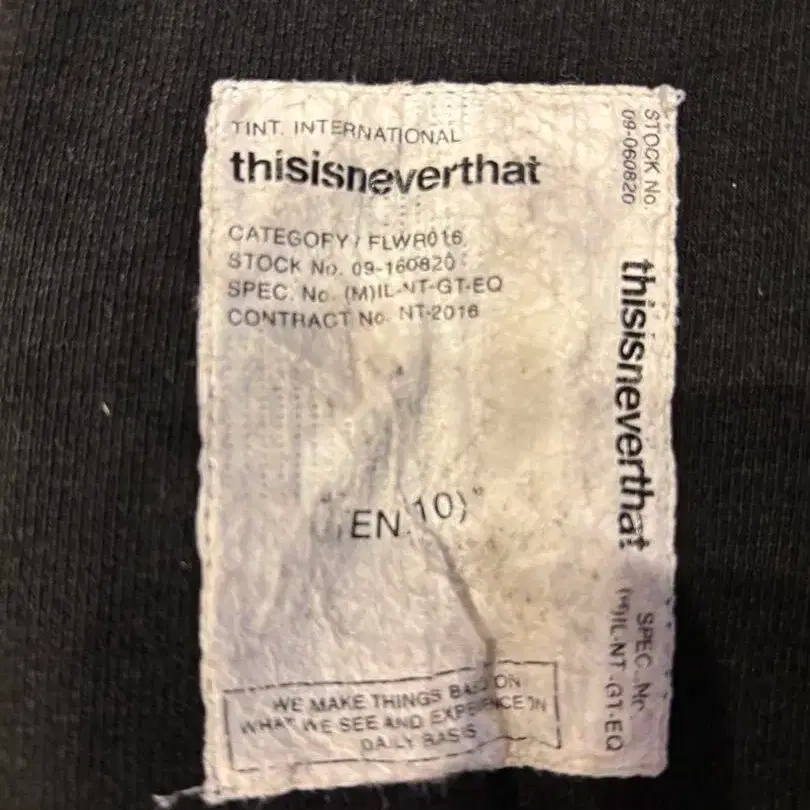 TINT. INTERNATIONAL
thisisneverthat
CATEGORY / FLWR016
STOCK No. 09-160820
SPEC. No. (M)IL-NT-GT-EQ
CONTRACT No. NT-2016
EN. 10)"
WE MAKE THINGS BASED ON
WHAT WE SEE AND EXPERIENCE IN
DAILY BASIS
STOCK No.
09-060820
thisisneverthat
SPEC. Nr.
(M)IL-NT-GT-EQ